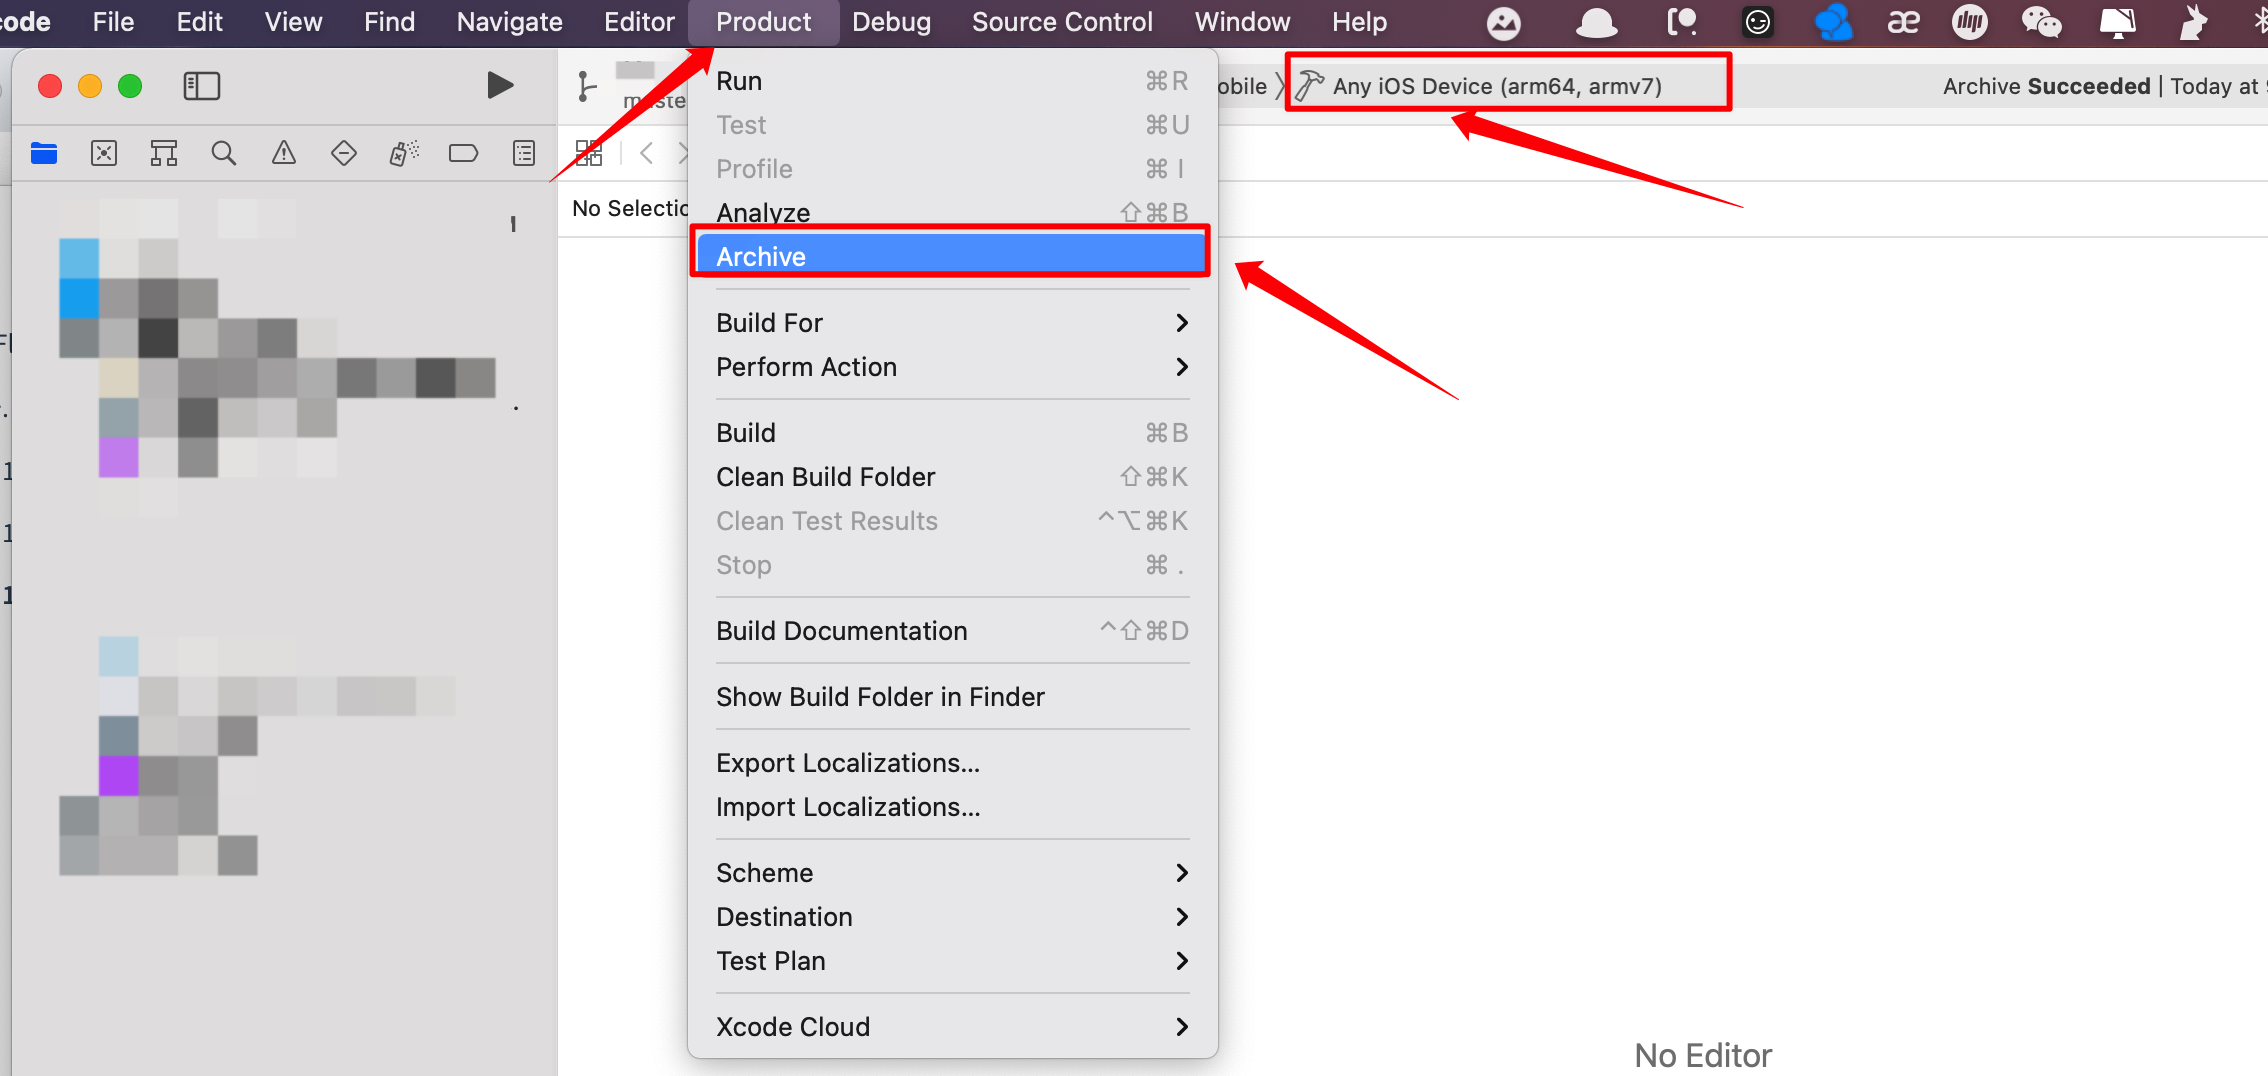 code File Edit View Find Navigate Editor Product Debug Source Control Window Help
master
obile Any iOS Device (arm64, armv7)
Archive Succeeded | Today at
No Selectio
Run ⌘R
Test ⌘U
Profile ⌘I
Analyze ⇧⌘B
Archive
Build For
Perform Action
Build ⌘B
Clean Build Folder ⇧⌘K
Clean Test Results ^⌥⌘K
Stop ⌘.
Build Documentation ^⇧⌘D
Show Build Folder in Finder
Export Localizations...
Import Localizations...
Scheme
Destination
Test Plan
Xcode Cloud
No Editor